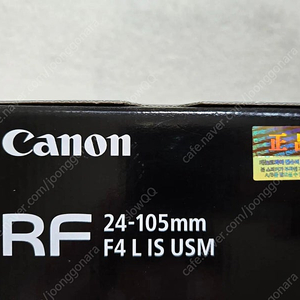 Canon
RF 24-105mm
F4 L IS USM
正品
cafe.naver.com/joonggonara